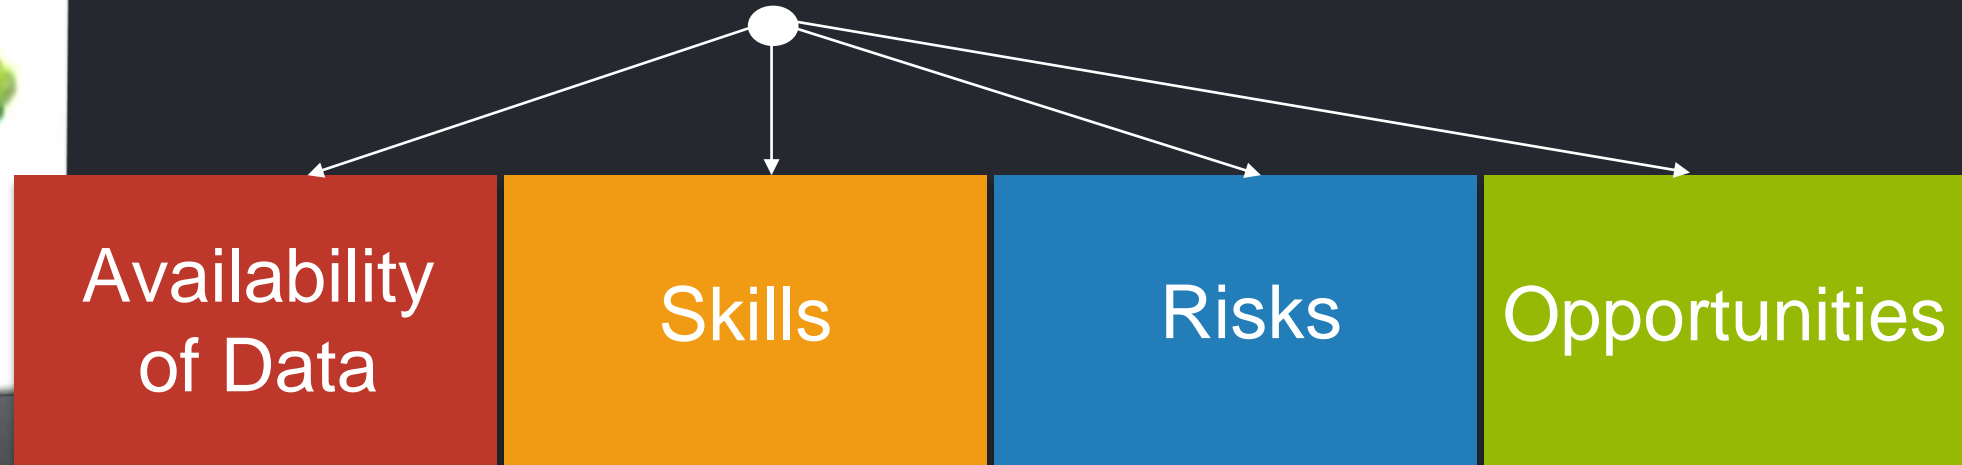 Availability
of Data
Skills
Risks
Opportunities